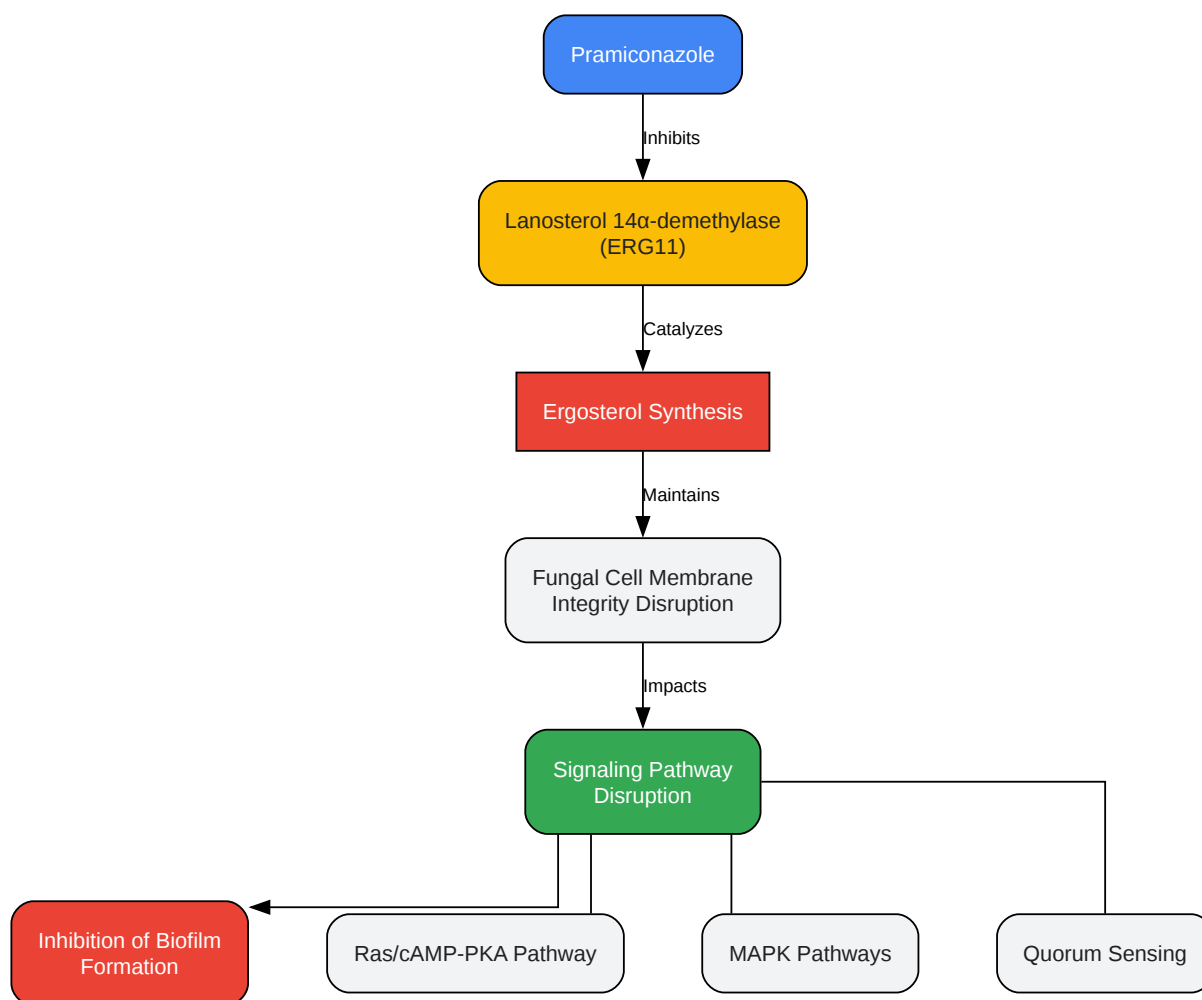 Pramiconazole
Inhibits
Lanosterol 14α-demethylase
(ERG11)
Catalyzes
Ergosterol Synthesis
Maintains
Fungal Cell Membrane
Integrity Disruption
Impacts
Signaling Pathway
Disruption
Inhibition of Biofilm
Formation
Ras/cAMP-PKA Pathway
MAPK Pathways
Quorum Sensing